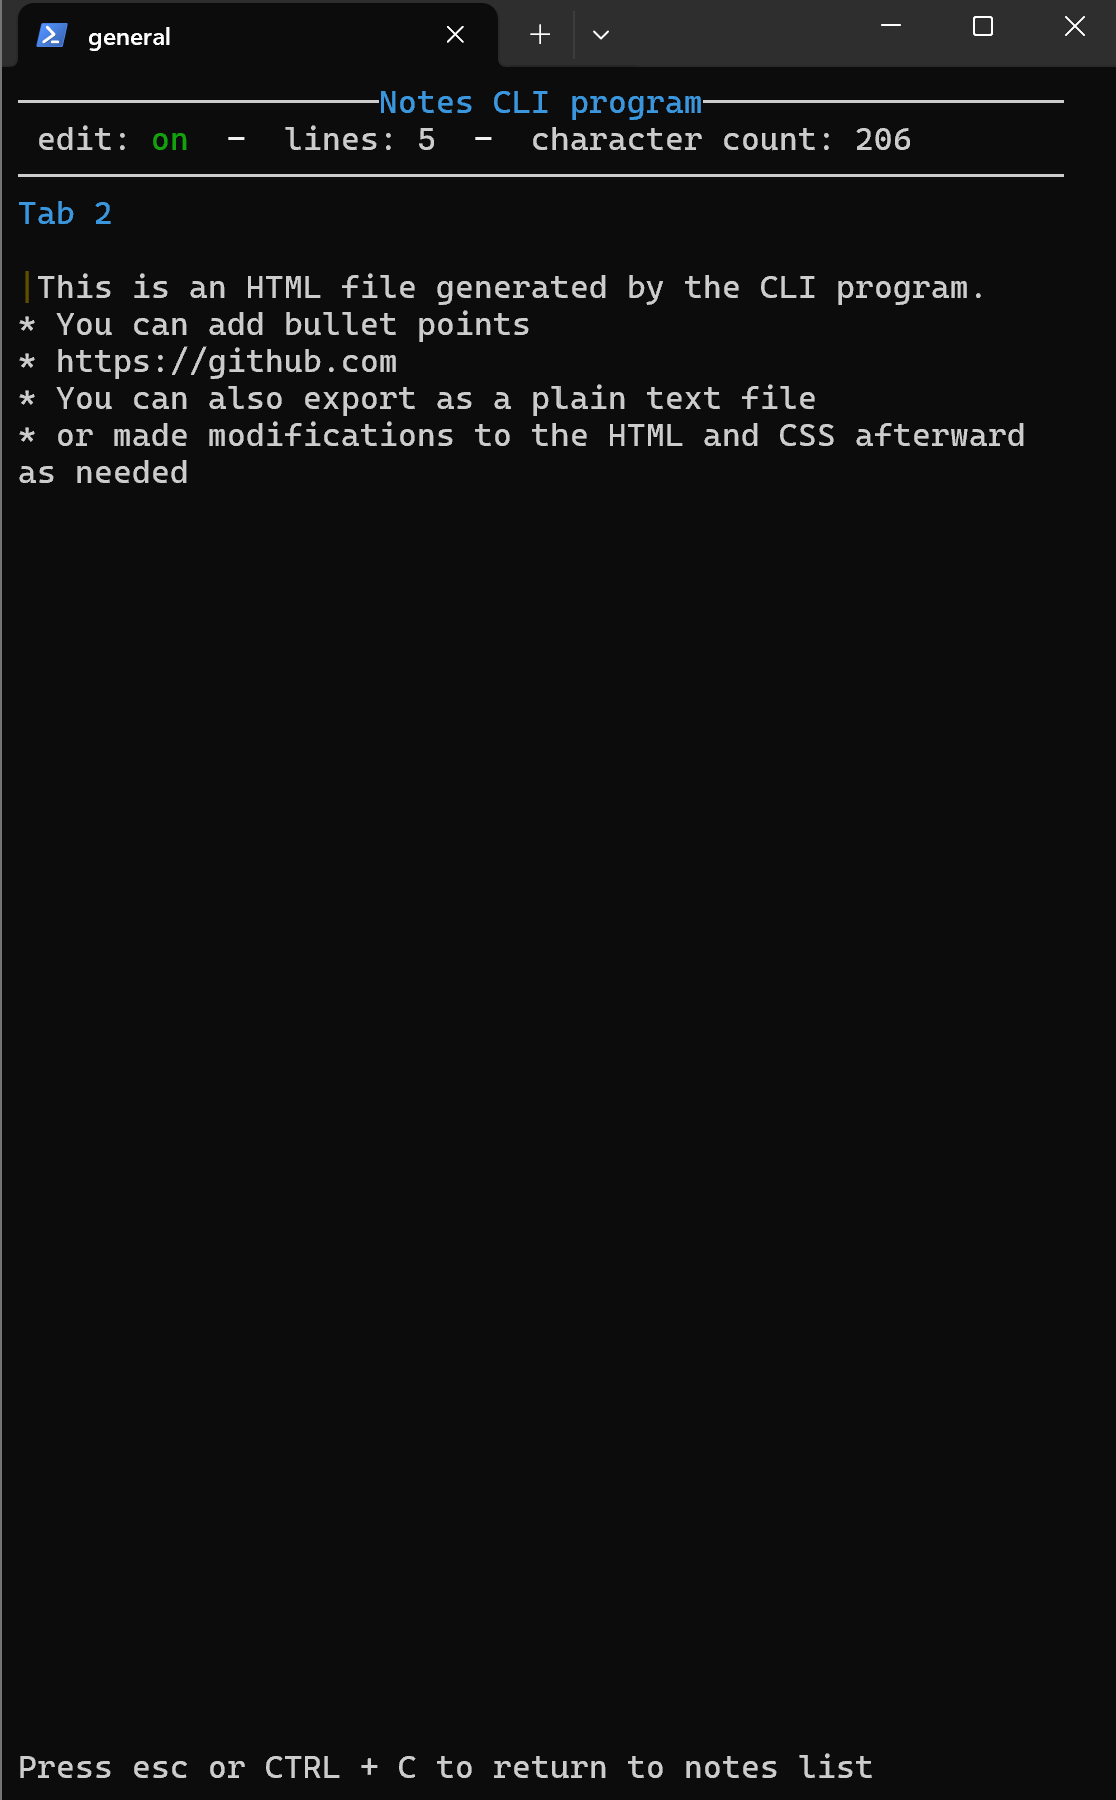 general
Notes CLI program
edit: on - lines: 5 - character count: 206
Tab 2
This is an HTML file generated by the CLI program.
* You can add bullet points
* https://github.com
* You can also export as a plain text file
* or made modifications to the HTML and CSS afterward
as needed
Press esc or CTRL + C to return to notes list